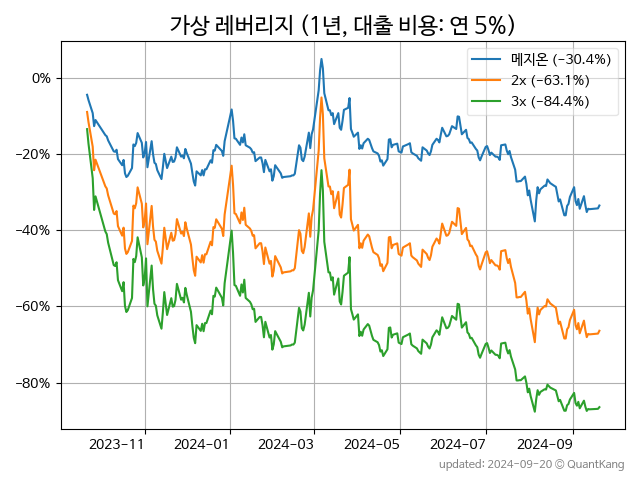 가상 레버리지 (1년, 대출 비용: 연 5%)
메지온 (−30.4%)
2x (−63.1%)
3x (−84.4%)
0%
−20%
−40%
−60%
−80%
2023−11 2024−01 2024−03 2024−05 2024−07 2024−09
updated: 2024−09−20 © QuantKang